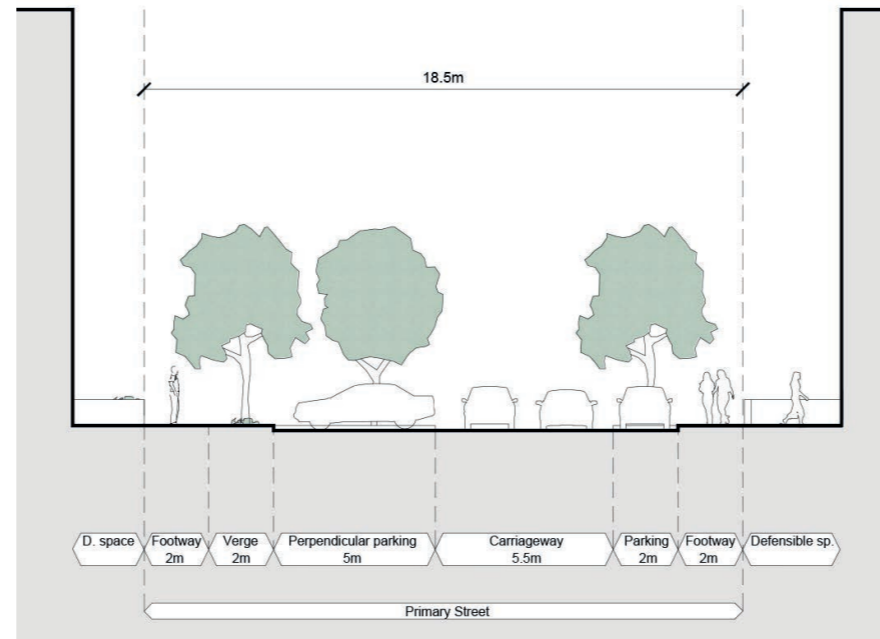 18.5m
D. space
Footway
2m
Verge
2m
Perpendicular parking
5m
Carriageway
5.5m
Parking
2m
Footway
2m
Defensible sp.
Primary Street